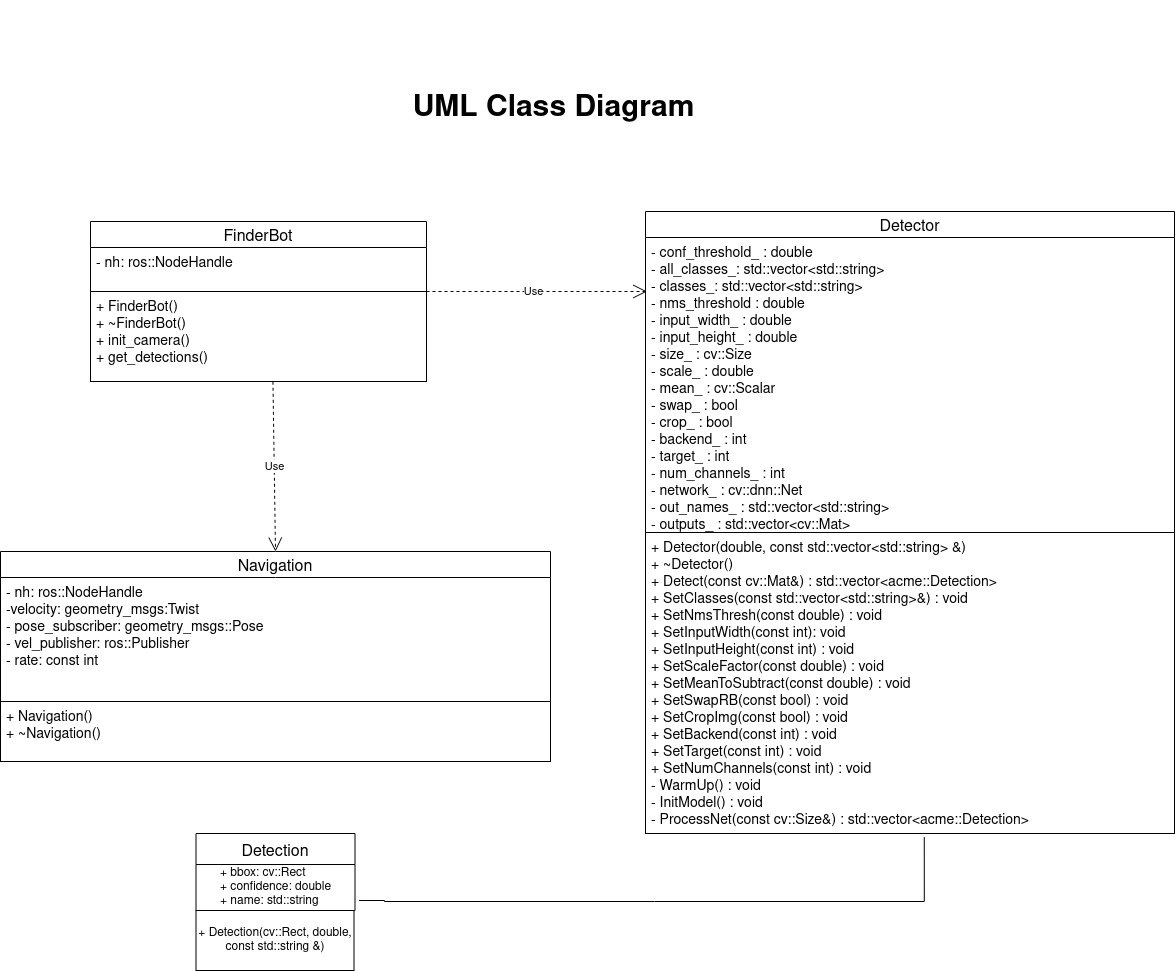 UML Class Diagram
FinderBot
- nh: ros::NodeHandle
+ FinderBot()
+ ~FinderBot()
+ init_camera()
+ get_detections()
Use
Detector
- conf_threshold_ : double
- all_classes_: std::vector<std::string>
- classes_: std::vector<std::string>
- nms_threshold : double
- input_width_ : double
- input_height_ : double
- size_ : cv::Size
- scale_ : double
- mean_ : cv::Scalar
- swap_ : bool
- crop_ : bool
- backend_ : int
- target_ : int
- num_channels_ : int
- network_ : cv::dnn::Net
- out_names_ : std::vector<std::string>
- outputs_ : std::vector<cv::Mat>
+ Detector(double, const std::vector<std::string> &)
+ ~Detector()
+ Detect(const cv::Mat&) : std::vector<acme::Detection>
+ SetClasses(const std::vector<std::string>&) : void
+ SetNmsThresh(const double) : void
+ SetInputWidth(const int): void
+ SetInputHeight(const int) : void
+ SetScaleFactor(const double) : void
+ SetMeanToSubtract(const double) : void
+ SetSwapRB(const bool) : void
+ SetCropImg(const bool) : void
+ SetBackend(const int) : void
+ SetTarget(const int) : void
+ SetNumChannels(const int) : void
- WarmUp() : void
- InitModel() : void
- ProcessNet(const cv::Size&) : std::vector<acme::Detection>
Use
Navigation
- nh: ros::NodeHandle
-velocity: geometry_msgs:Twist
- pose_subscriber: geometry_msgs::Pose
- vel_publisher: ros::Publisher
- rate: const int
+ Navigation()
+ ~Navigation()
Detection
+ bbox: cv::Rect
+ confidence: double
+ name: std::string
+ Detection(cv::Rect, double,
const std::string &)